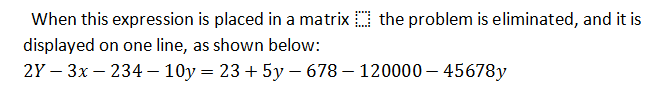 When this expression is placed in a matrix ⬚ the problem is eliminated, and it is
displayed on one line, as shown below:
2Y − 3x − 234 − 10y = 23 + 5y − 678 − 120000 − 45678y